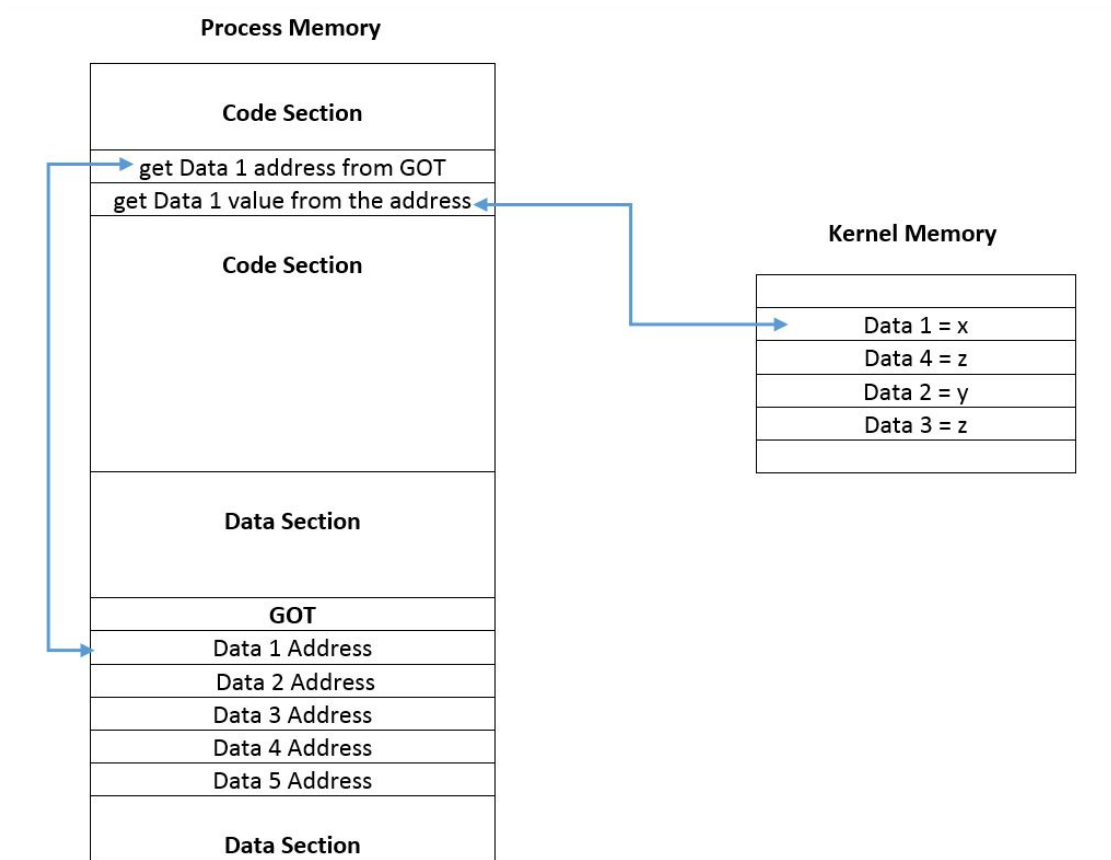 Process Memory
Code Section
get Data 1 address from GOT
get Data 1 value from the address
Code Section
Data Section
GOT
Data 1 Address
Data 2 Address
Data 3 Address
Data 4 Address
Data 5 Address
Data Section
Kernel Memory
Data 1 = x
Data 4 = z
Data 2 = y
Data 3 = z